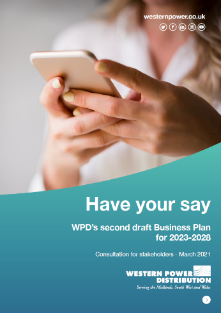 westernpower.co.uk
Have your say
WPD's second draft Business Plan
for 2023-2028
Consultation for stakeholders - March 2021
WESTERN POWER
DISTRIBUTION
Serving the Midlands, South West and Wales